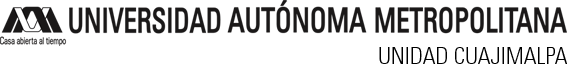 UNIVERSIDAD AUTÓNOMA METROPOLITANA
Casa abierta al tiempo
UNIDAD CUAJIMALPA